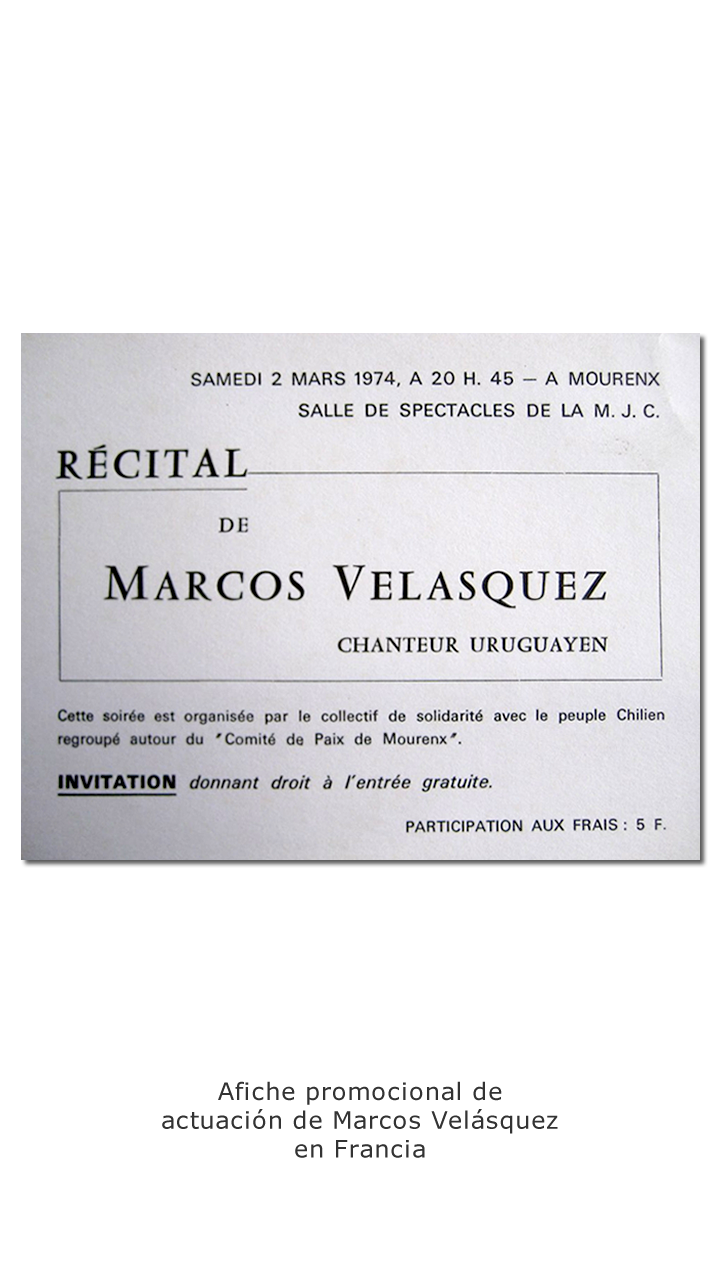 SAMEDI 2 MARS 1974, A 20 H. 45 — A MOURENX
SALLE DE SPECTACLES DE LA M. J. C.
RÉCITAL
DE
MARCOS VELASQUEZ
CHANTEUR URUGUAYEN
Cette soirée est organisée par le collectif de solidarité avec le peuple Chilien
regroupé autour du "Comité de Paix de Mourenx".
INVITATION donnant droit à l'entrée gratuite.
PARTICIPATION AUX FRAIS : 5 F.
Afiche promocional de
actuación de Marcos Velásquez
en Francia